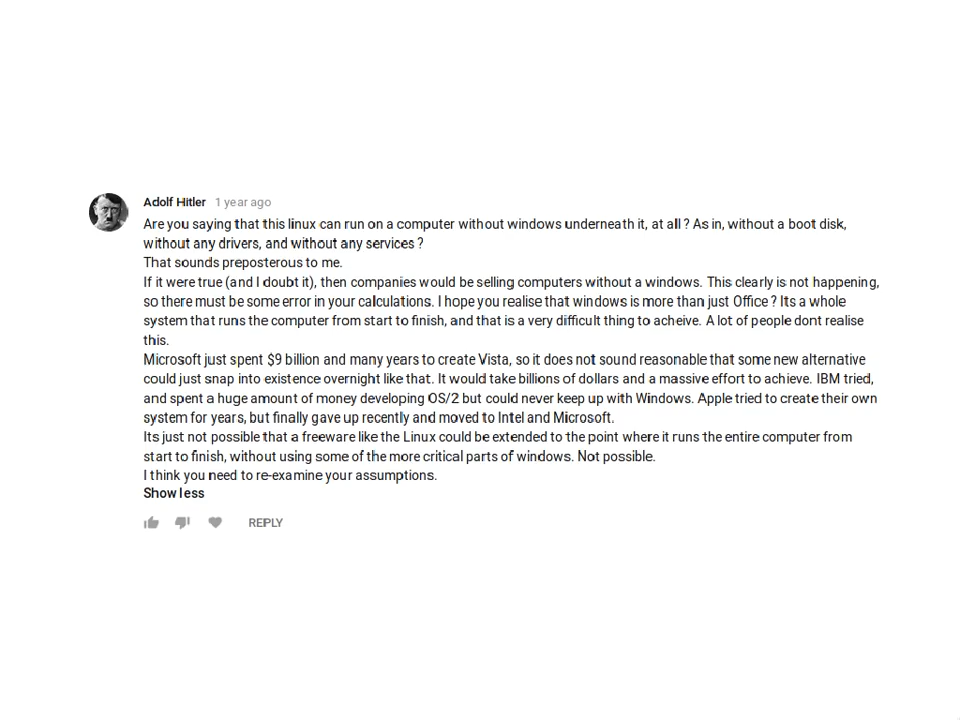 Adolf Hitler 1 year ago
Are you saying that this linux can run on a computer without windows underneath it, at all ? As in, without a boot disk,
without any drivers, and without any services ?
That sounds preposterous to me.
If it were true (and I doubt it), then companies would be selling computers without a windows. This clearly is not happening,
so there must be some error in your calculations. I hope you realise that windows is more than just Office ? Its a whole
system that runs the computer from start to finish, and that is a very difficult thing to acheive. A lot of people dont realise
this.
Microsoft just spent $9 billion and many years to create Vista, so it does not sound reasonable that some new alternative
could just snap into existence overnight like that. It would take billions of dollars and a massive effort to achieve. IBM tried,
and spent a huge amount of money developing OS/2 but could never keep up with Windows. Apple tried to create their own
system for years, but finally gave up recently and moved to Intel and Microsoft.
Its just not possible that a freeware like the Linux could be extended to the point where it runs the entire computer from
start to finish, without using some of the more critical parts of windows. Not possible.
I think you need to re-examine your assumptions.
Show less
REPLY